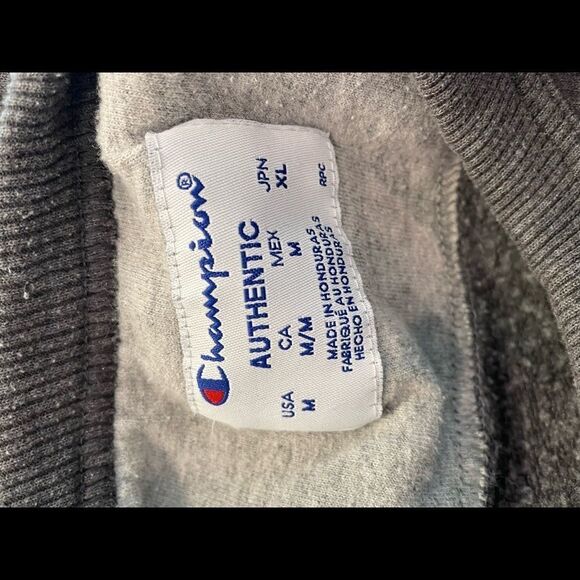 Champion®
AUTHENTIC
USA CA MEX JPN
M M/M M XL
MADE IN HONDURAS
FABRIQUÉ AU HONDURAS
HECHO EN HONDURAS
RPC